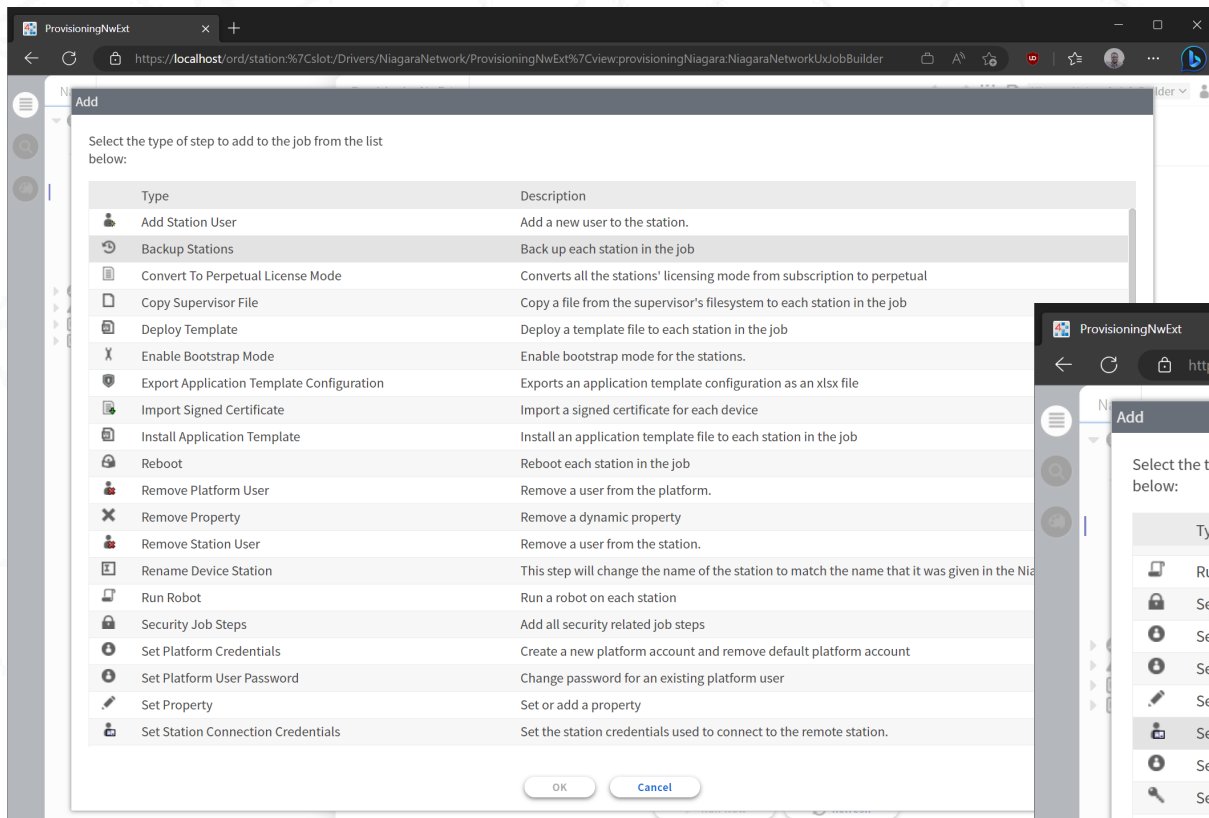 ProvisioningNwExt
https://localhost/ord/station:%7Cslot:/Drivers/NiagaraNetwork/ProvisioningNwExt%7Cview:provisioningNiagara:NiagaraNetworkUxJobBuilder
Add
Select the type of step to add to the job from the list
below:
Type Description
Add Station User Add a new user to the station.
Backup Stations Back up each station in the job
Convert To Perpetual License Mode Converts all the stations' licensing mode from subscription to perpetual
Copy Supervisor File Copy a file from the supervisor's filesystem to each station in the job
Deploy Template Deploy a template file to each station in the job
Enable Bootstrap Mode Enable bootstrap mode for the stations.
Export Application Template Configuration Exports an application template configuration as an xlsx file
Import Signed Certificate Import a signed certificate for each device
Install Application Template Install an application template file to each station in the job
Reboot Reboot each station in the job
Remove Platform User Remove a user from the platform.
Remove Property Remove a dynamic property
Remove Station User Remove a user from the station.
Rename Device Station This step will change the name of the station to match the name that it was given in the Nia
Run Robot Run a robot on each station
Security Job Steps Add all security related job steps
Set Platform Credentials Create a new platform account and remove default platform account
Set Platform User Password Change password for an existing platform user
Set Property Set or add a property
Set Station Connection Credentials Set the station credentials used to connect to the remote station.
OK Cancel
ProvisioningNwExt
htt
Add
Select the t
below:
Ty
Ru
Se
Se
Se
Se
Se
Se
Se